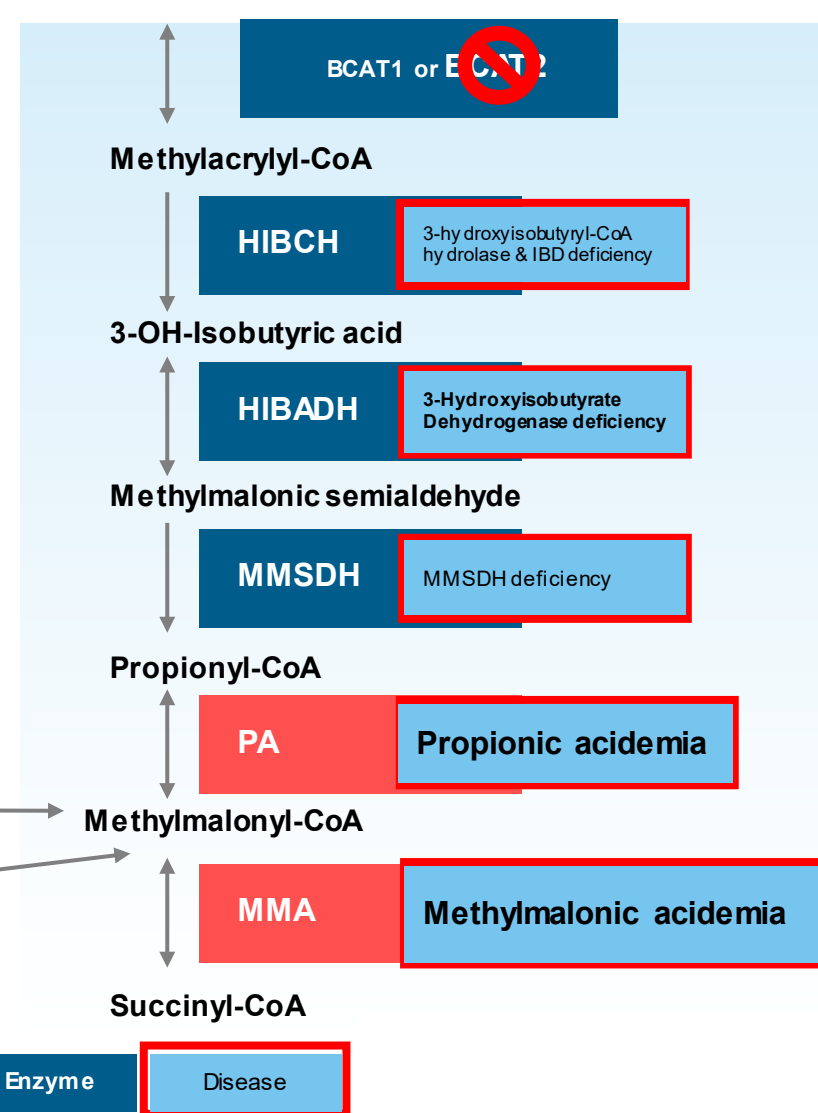 BCAT1 or BCAT2
Methylacrylyl-CoA
HIBCH
3-hydroxyisobutyryl-CoA
hydrolase & IBD deficiency
3-OH-Isobutyric acid
HIBADH
3-Hydroxyisobutyrate
Dehydrogenase deficiency
Methylmalonic semialdehyde
MMSDH
MMSDH deficiency
Propionyl-CoA
PA
Propionic acidemia
Methylmalonyl-CoA
MMA
Methylmalonic acidemia
Succinyl-CoA
Enzyme
Disease